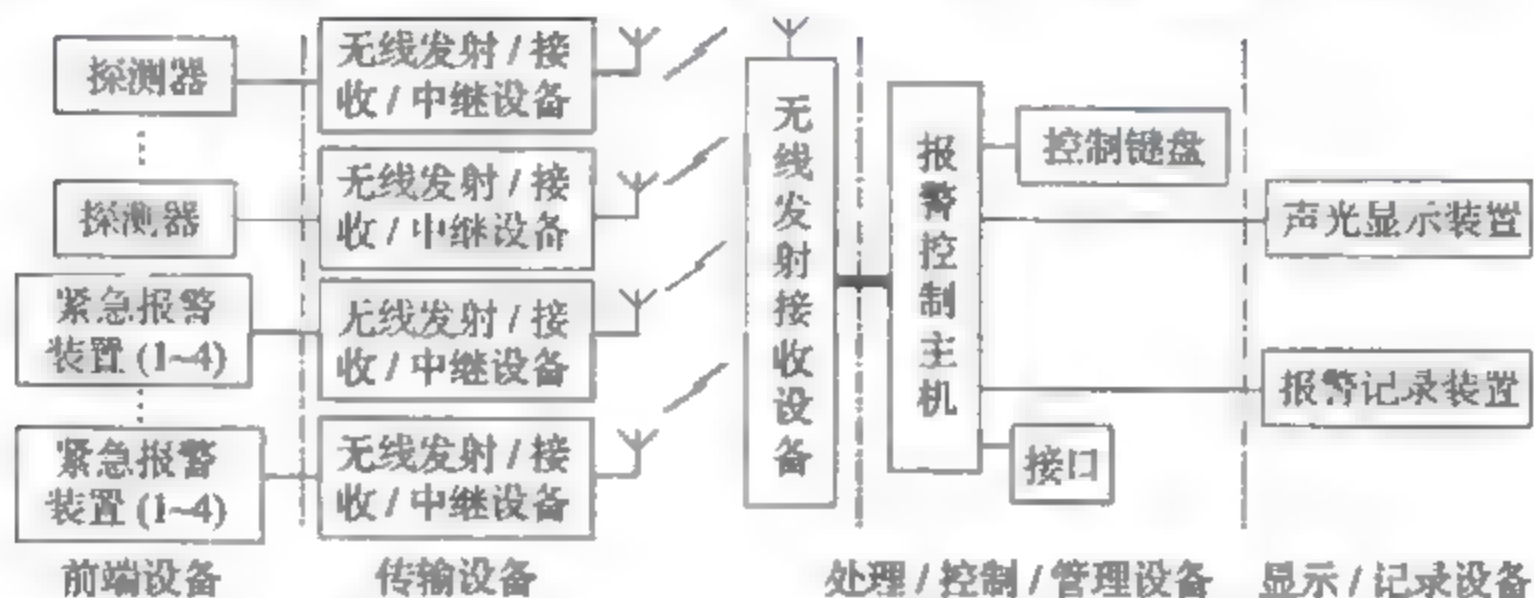 探测器
无线发射 / 接
收 / 中继设备
探测器
无线发射 / 接
收 / 中继设备
紧急报警
装置 (1~4)
无线发射 / 接
收 / 中继设备
紧急报警
装置 (1~4)
无线发射 / 接
收 / 中继设备
无线发射接收设备
报警控制主机
控制键盘
声光显示装置
报警记录装置
接口
前端设备
传输设备
处理 / 控制 / 管理设备
显示 / 记录设备